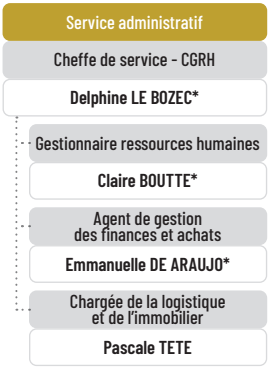 Service administratif
Cheffe de service - CGRH
Delphine LE BOZEC*
Gestionnaire ressources humaines
Claire BOUTTE*
Agent de gestion
des finances et achats
Emmanuelle DE ARAUJO*
Chargée de la logistique
et de l'immobilier
Pascale TETE